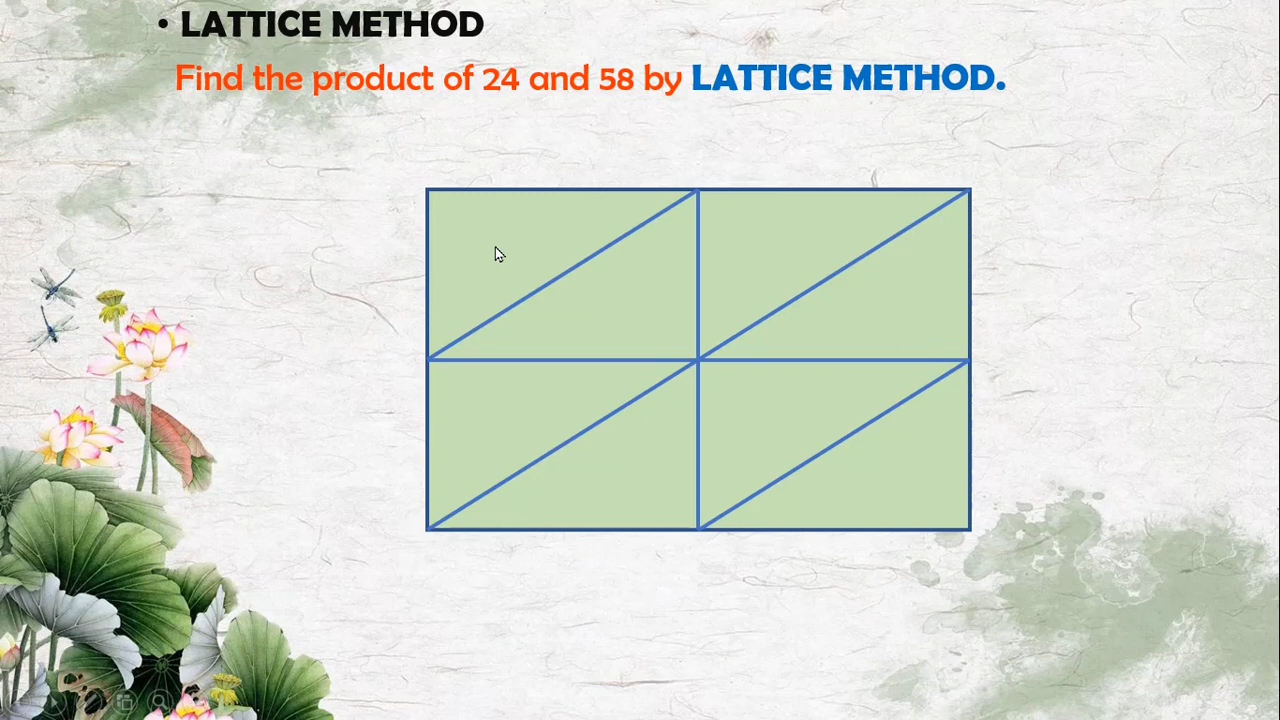 • LATTICE METHOD
Find the product of 24 and 58 by LATTICE METHOD.